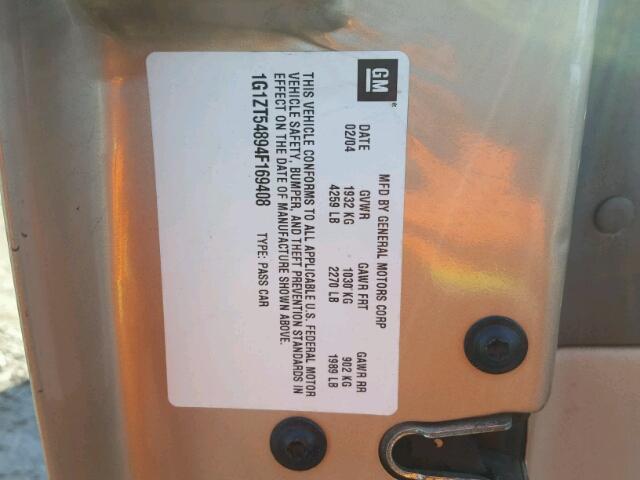 GM
MFD BY GENERAL MOTORS CORP
DATE GVWR GAWR FRT GAWR RR
02/04 1932 KG 1030 KG 902 KG
4259 LB 2270 LB 1989 LB
THIS VEHICLE CONFORMS TO ALL APPLICABLE U.S. FEDERAL MOTOR
VEHICLE SAFETY, BUMPER, AND THEFT PREVENTION STANDARDS IN
EFFECT ON THE DATE OF MANUFACTURE SHOWN ABOVE.
1G1ZT54894F169408 TYPE: PASS CAR